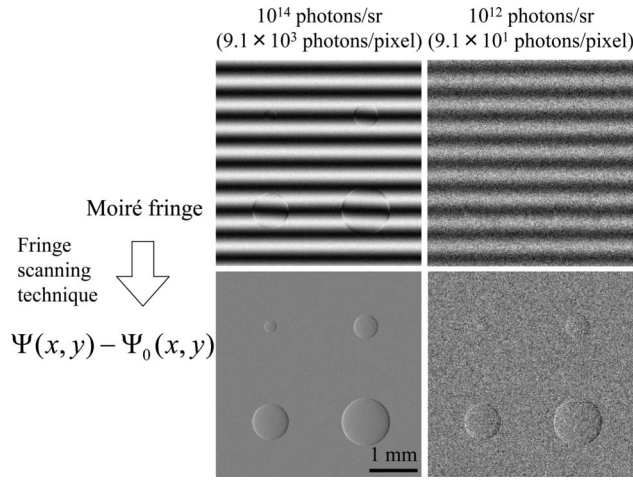 10¹⁴ photons/sr
(9.1 × 10³ photons/pixel)
10¹² photons/sr
(9.1 × 10¹ photons/pixel)
Moiré fringe
Fringe
scanning
technique
Ψ(x, y) − Ψ₀(x, y)
1 mm